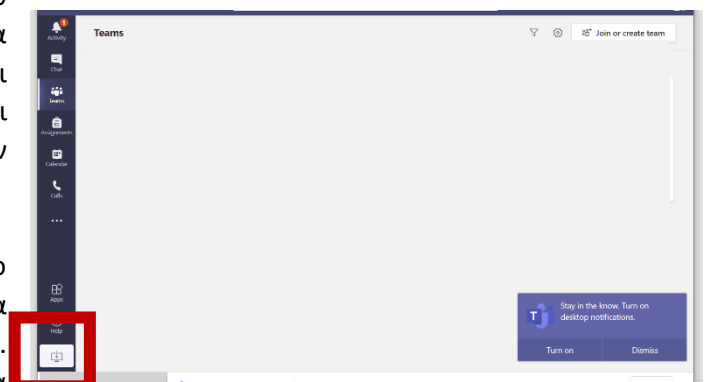 Activity
Teams
Join or create team
Chat
Teams
Assignments
Calendar
Calls
...
Apps
Help
Stay in the know. Turn on
desktop notifications.
Turn on
Dismiss